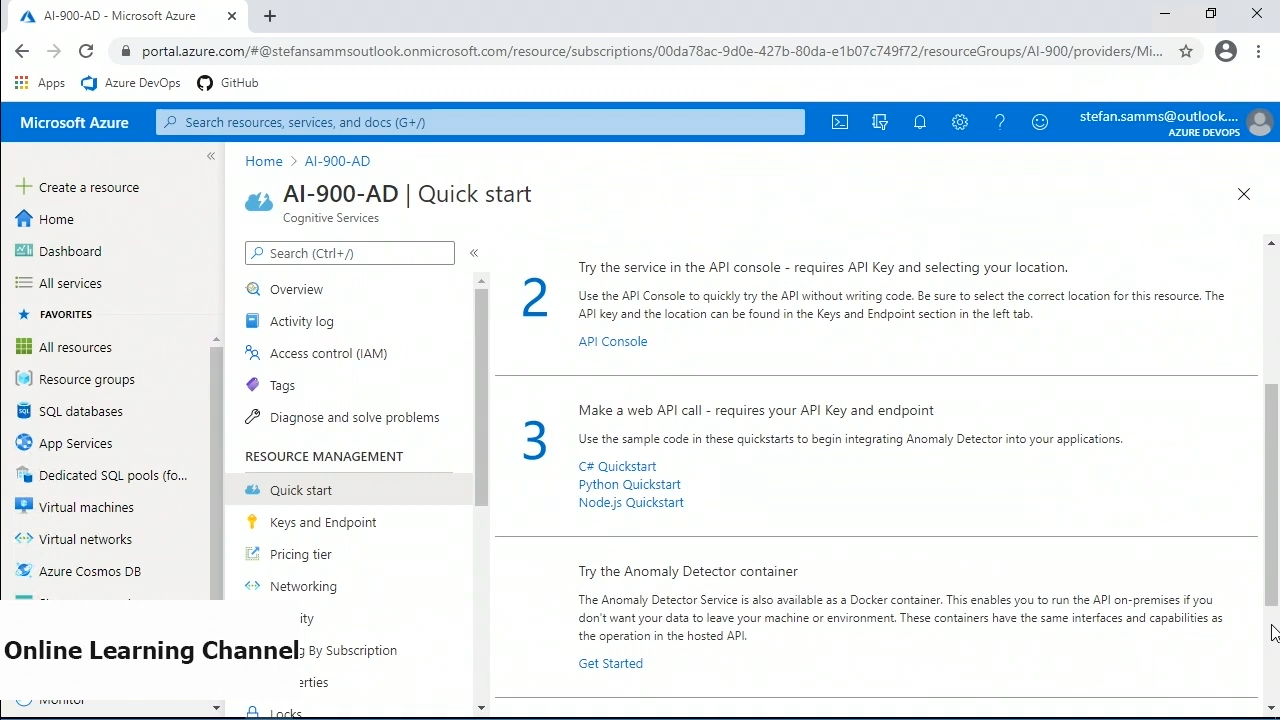 AI-900-AD - Microsoft Azure
portal.azure.com/#@stefansammsoutlook.onmicrosoft.com/resource/subscriptions/00da78ac-9d0e-427b-80da-e1b07c749f72/resourceGroups/AI-900/providers/Mi...
Apps
Azure DevOps
GitHub
Microsoft Azure
Search resources, services, and docs (G+/)
stefan.samms@outlook....
AZURE DEVOPS
Create a resource
Home
Dashboard
All services
FAVORITES
All resources
Resource groups
SQL databases
App Services
Dedicated SQL pools (fo...
Virtual machines
Virtual networks
Azure Cosmos DB
Monitor
Online Learning Channel
Home > AI-900-AD
AI-900-AD | Quick start
Cognitive Services
Search (Ctrl+/)
Overview
Activity log
Access control (IAM)
Tags
Diagnose and solve problems
RESOURCE MANAGEMENT
Quick start
Keys and Endpoint
Pricing tier
Networking
By Subscription
Locks
2
Try the service in the API console - requires API Key and selecting your location.
Use the API Console to quickly try the API without writing code. Be sure to select the correct location for this resource. The
API key and the location can be found in the Keys and Endpoint section in the left tab.
API Console
3
Make a web API call - requires your API Key and endpoint
Use the sample code in these quickstarts to begin integrating Anomaly Detector into your applications.
C# Quickstart
Python Quickstart
Node.js Quickstart
Try the Anomaly Detector container
The Anomaly Detector Service is also available as a Docker container. This enables you to run the API on-premises if you
don't want your data to leave your machine or environment. These containers have the same interfaces and capabilities as
the operation in the hosted API.
Get Started